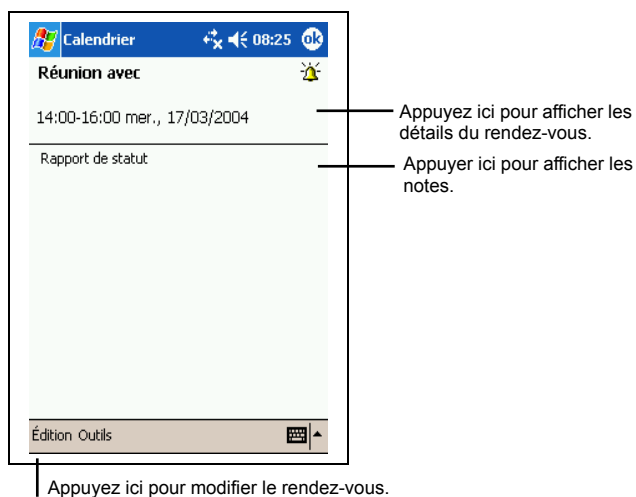 Calendrier 08:25 ok
Réunion avec
14:00-16:00 mer., 17/03/2004
Appuyez ici pour afficher les
détails du rendez-vous.
Rapport de statut
Appuyer ici pour afficher les
notes.
Édition Outils
Appuyez ici pour modifier le rendez-vous.